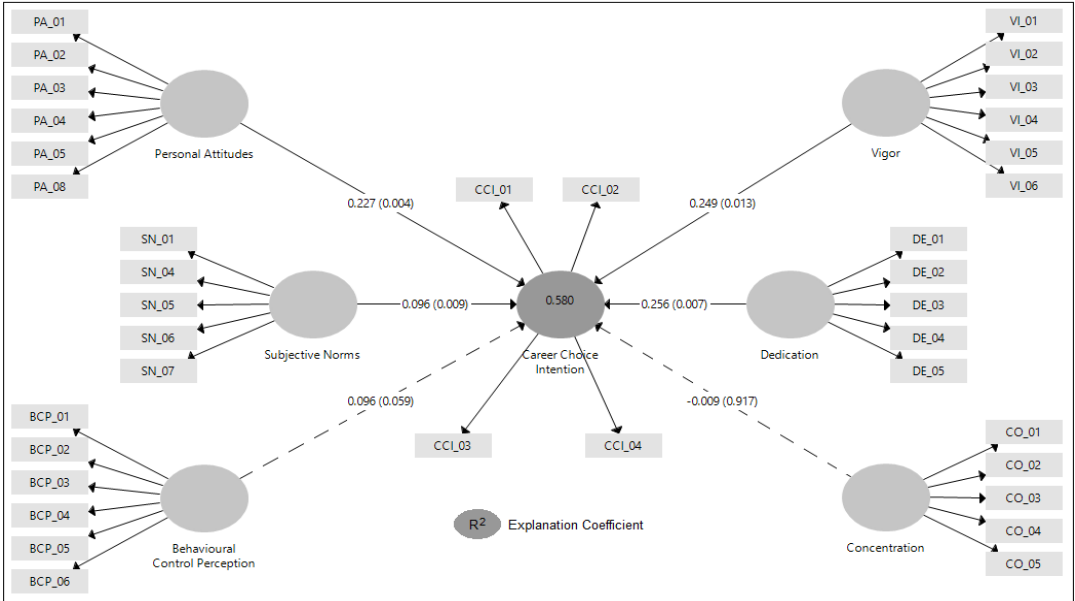 PA_01
PA_02
PA_03
PA_04
PA_05
PA_08
Personal Attitudes
VI_01
VI_02
VI_03
VI_04
VI_05
VI_06
Vigor
CCI_01
CCI_02
0.227 (0.004)
0.249 (0.013)
SN_01
SN_04
SN_05
SN_06
SN_07
Subjective Norms
0.096 (0.009)
0.580
Career Choice
Intention
0.256 (0.007)
DE_01
DE_02
DE_03
DE_04
DE_05
Dedication
0.096 (0.059)
-0.009 (0.917)
CCI_03
CCI_04
BCP_01
BCP_02
BCP_03
BCP_04
BCP_05
BCP_06
Behavioural
Control Perception
CO_01
CO_02
CO_03
CO_04
CO_05
Concentration
R² Explanation Coefficient